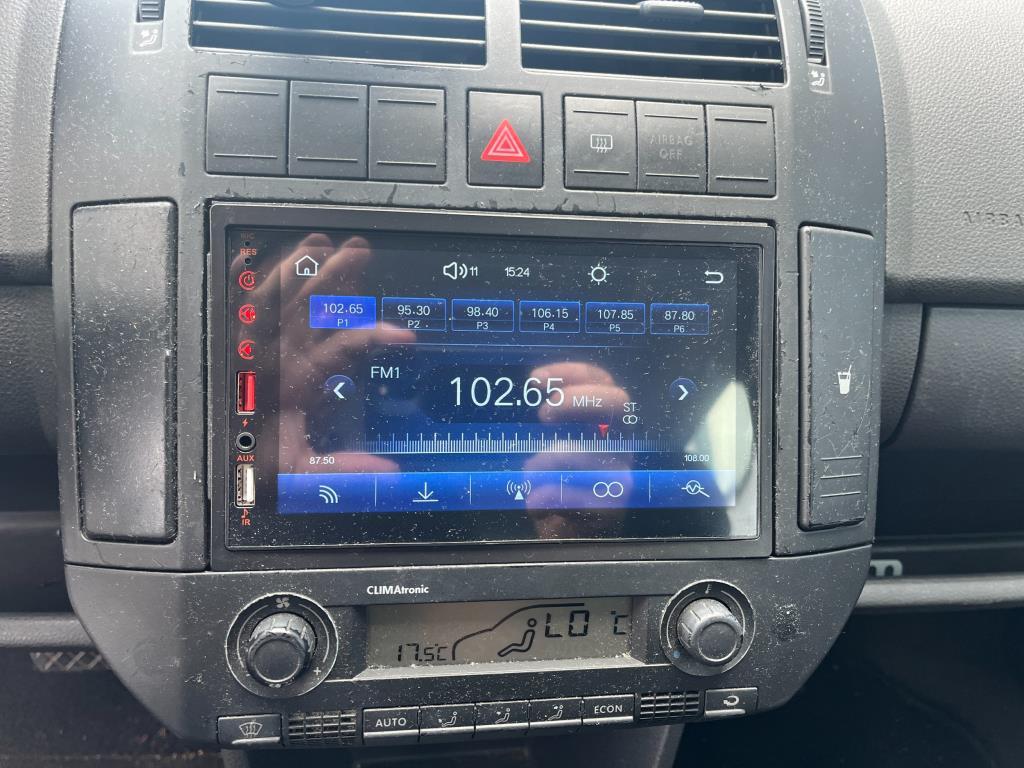 AIRBAG
OFF
AIRBA
MIC
RES
11 15:24
102.65 95.30 98.40 106.15 107.85 87.80
P1 P2 P3 P4 P5 P6
FM1
102.65 MHz
ST
87.50 108.00
AUX
IR
CLIMAtronic
17.5°C LO °C
AUTO ECON